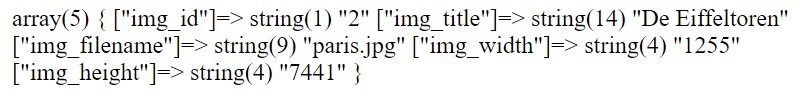 array(5) { ["img_id"]=> string(1) "2" ["img_title"]=> string(14) "De Eiffeltoren"
["img_filename"]=> string(9) "paris.jpg" ["img_width"]=> string(4) "1255"
["img_height"]=> string(4) "7441" }